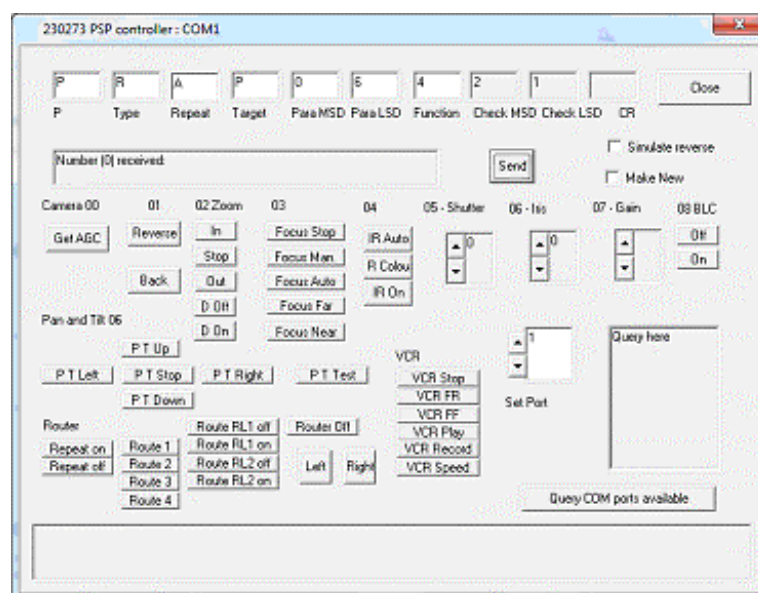 230273 PSP controller : COM1
P R A P 0 6 4 2 1
P Type Repeat Target Para MSD Para LSD Function Check MSD Check LSD CR
Close
Number (0) received:
Send
Simulate reverse
Make New
Camera 00 01 02 Zoom 03 04 05 - Shutter 06 - Iris 07 - Gain 08 BLC
Get AGC Reverse In Focus Stop IR Auto 0 0 Off
Stop Focus Man. R Colou On
Back Out Focus Auto IR On
D Off Focus Far
D On Focus Near
Pan and Tilt 06
P T Up
P T Left P T Stop P T Right P T Test
P T Down
VCR
VCR Stop
VCR FR
VCR FF
VCR Play
VCR Record
VCR Speed
1
Set Port
Query here
Router
Repeat on
Repeat off
Route 1
Route 2
Route 3
Route 4
Route RL1 off
Route RL1 on
Route RL2 off
Route RL2 on
Router Off
Left Right
Query COM ports available